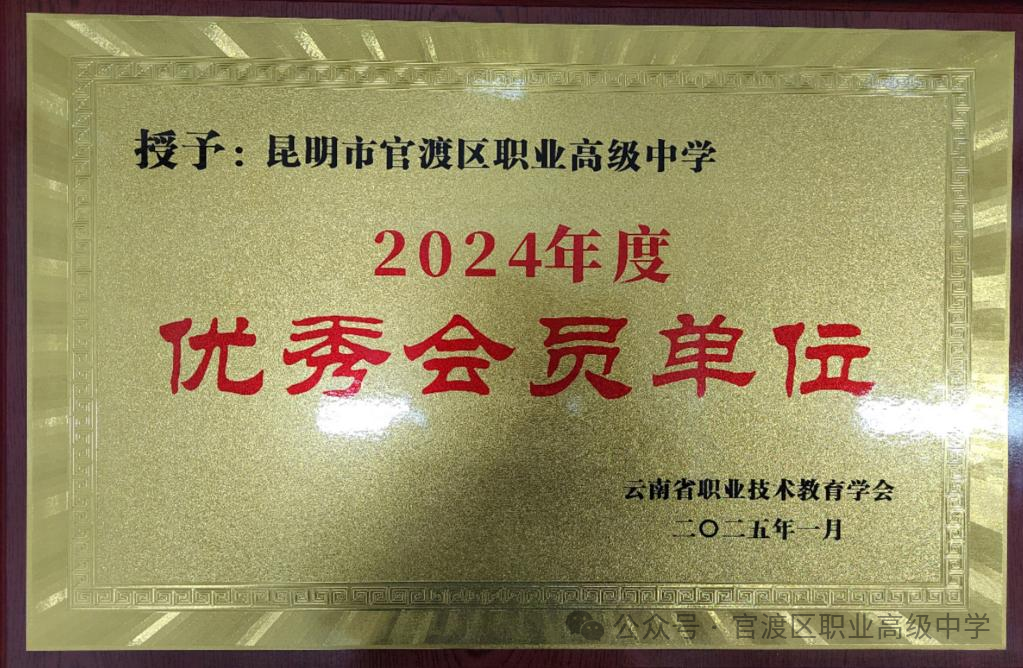 授予：昆明市官渡区职业高级中学
2024年度
优秀会员单位
云南省职业技术教育学会
二〇二五年一月
公众号·官渡区职业高级中学